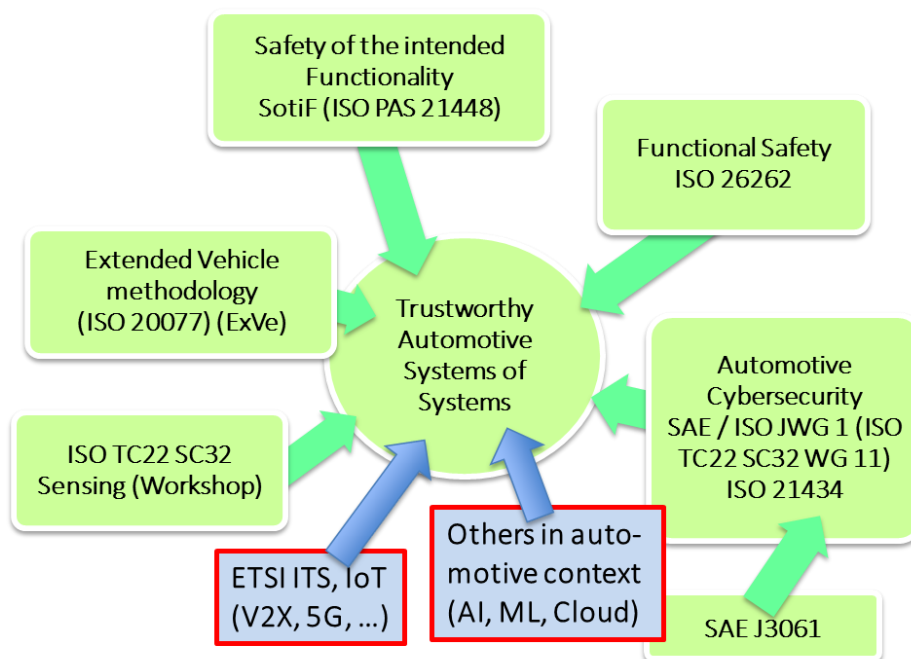 Safety of the intended
Functionality
SotiF (ISO PAS 21448)
Functional Safety
ISO 26262
Extended Vehicle
methodology
(ISO 20077) (ExVe)
Trustworthy
Automotive
Systems of
Systems
Automotive
Cybersecurity
SAE / ISO JWG 1 (ISO
TC22 SC32 WG 11)
ISO 21434
ISO TC22 SC32
Sensing (Workshop)
ETSI ITS, IoT
(V2X, 5G, ...)
Others in auto-
motive context
(AI, ML, Cloud)
SAE J3061